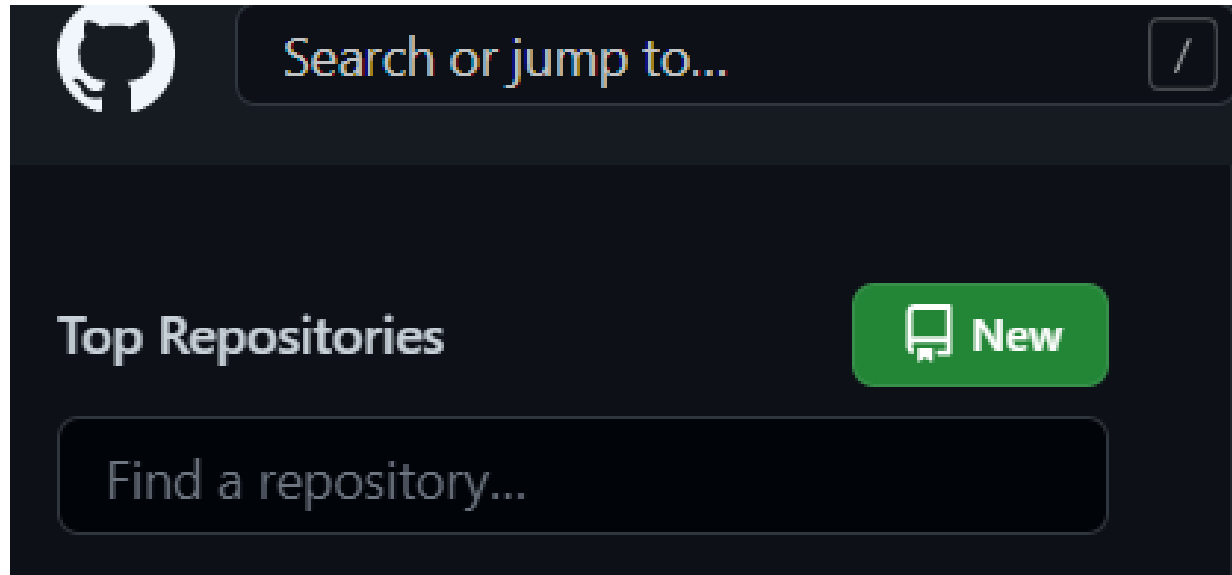 Search or jump to...
/
Top Repositories
New
Find a repository...